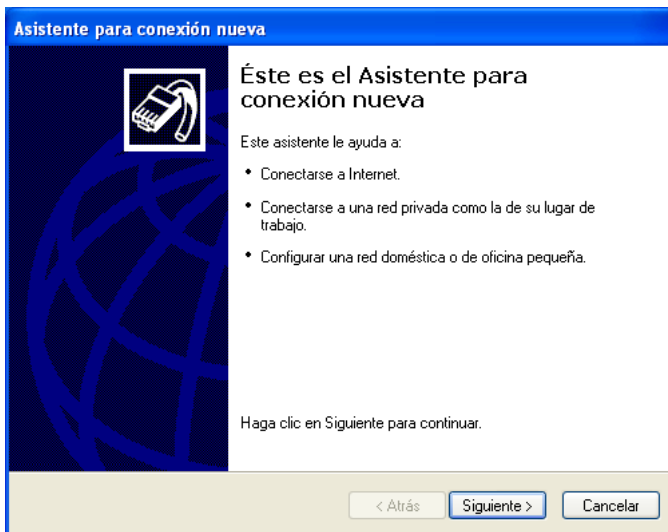 Asistente para conexión nueva
Éste es el Asistente para
conexión nueva
Este asistente le ayuda a:
• Conectarse a Internet.
• Conectarse a una red privada como la de su lugar de
trabajo.
• Configurar una red doméstica o de oficina pequeña.
Haga clic en Siguiente para continuar.
< Atrás Siguiente > Cancelar